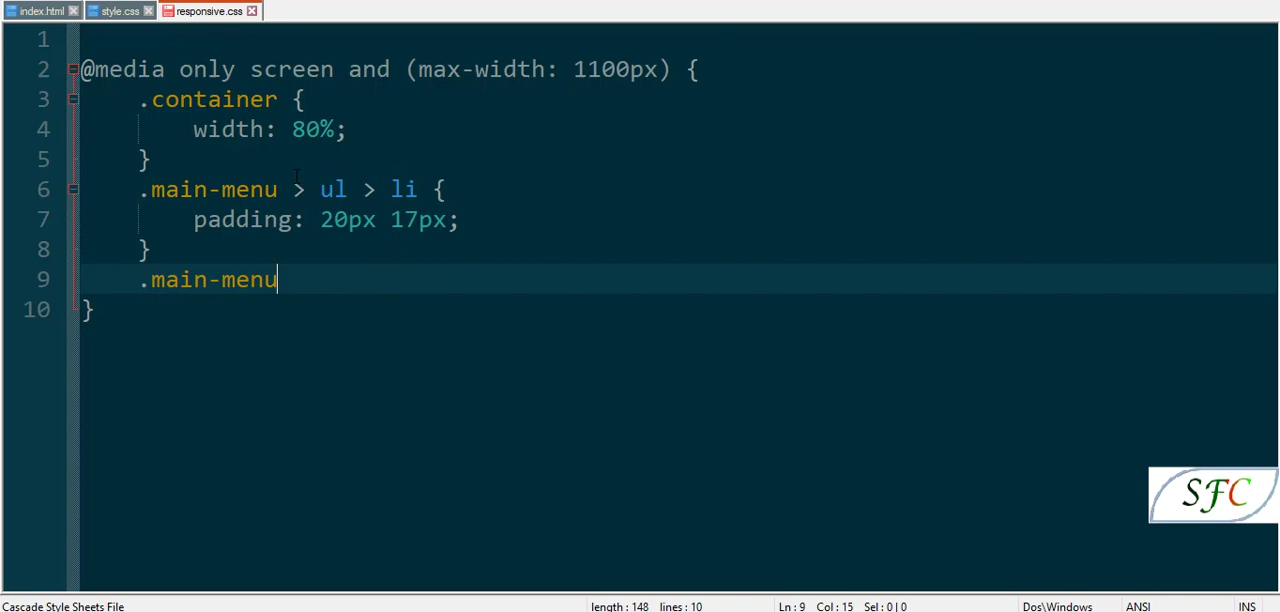 index.html style.css responsive.css
1
2 @media only screen and (max-width: 1100px) {
3 .container {
4 width: 80%;
5 }
6 .main-menu > ul > li {
7 padding: 20px 17px;
8 }
9 .main-menu
10 }
SFC
Cascade Style Sheets File length : 148 lines : 10 Ln : 9 Col : 15 Sel : 0 | 0 Dos\Windows ANSI INS